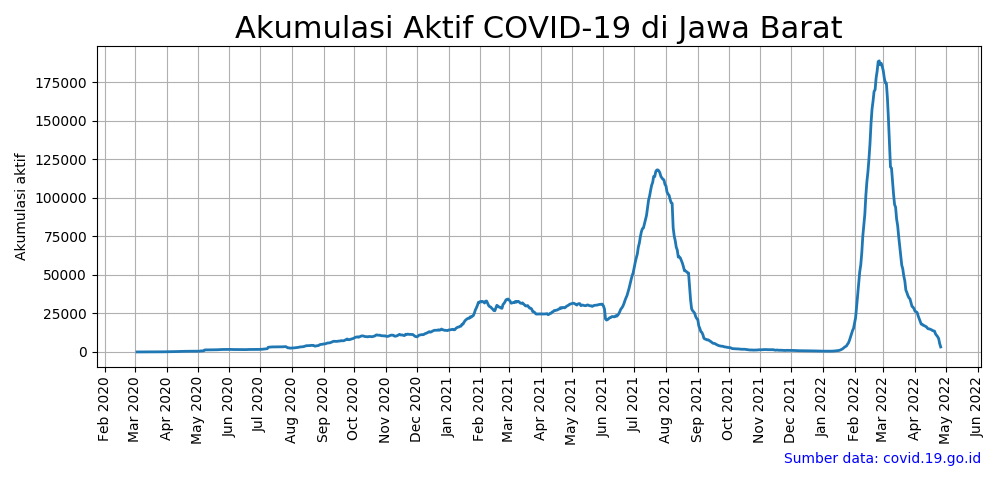 Akumulasi Aktif COVID-19 di Jawa Barat
Akumulasi aktif
175000
150000
125000
100000
75000
50000
25000
0
Feb 2020
Mar 2020
Apr 2020
May 2020
Jun 2020
Jul 2020
Aug 2020
Sep 2020
Oct 2020
Nov 2020
Dec 2020
Jan 2021
Feb 2021
Mar 2021
Apr 2021
May 2021
Jun 2021
Jul 2021
Aug 2021
Sep 2021
Oct 2021
Nov 2021
Dec 2021
Jan 2022
Feb 2022
Mar 2022
Apr 2022
May 2022
Jun 2022
Sumber data: covid.19.go.id